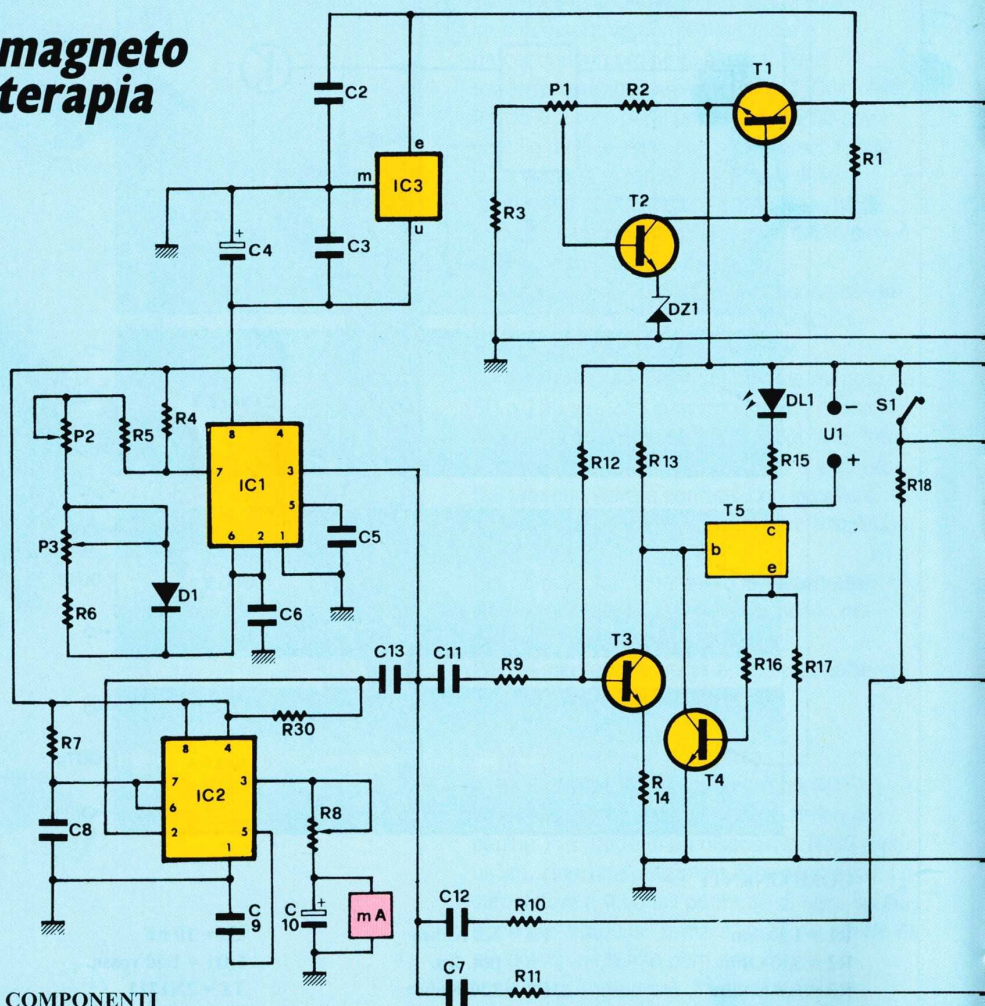 magneto
terapia
C2
e
m
IC3
u
C4
+
C3
P1
R2
T1
R1
R3
T2
DZ1
P2
R5
R4
8
4
7
3
IC1
5
6
2
1
C5
P3
R6
D1
C6
R12
R13
DL1
R15
−
U1
+
S1
R18
T5
c
b
e
T3
R16
R17
T4
R
14
C13
C11
R9
R30
R7
8
4
7
3
6
IC2
2
5
1
C8
R8
C
9
C
10
+
mA
C12
R10
C7
R11
COMPONENTI